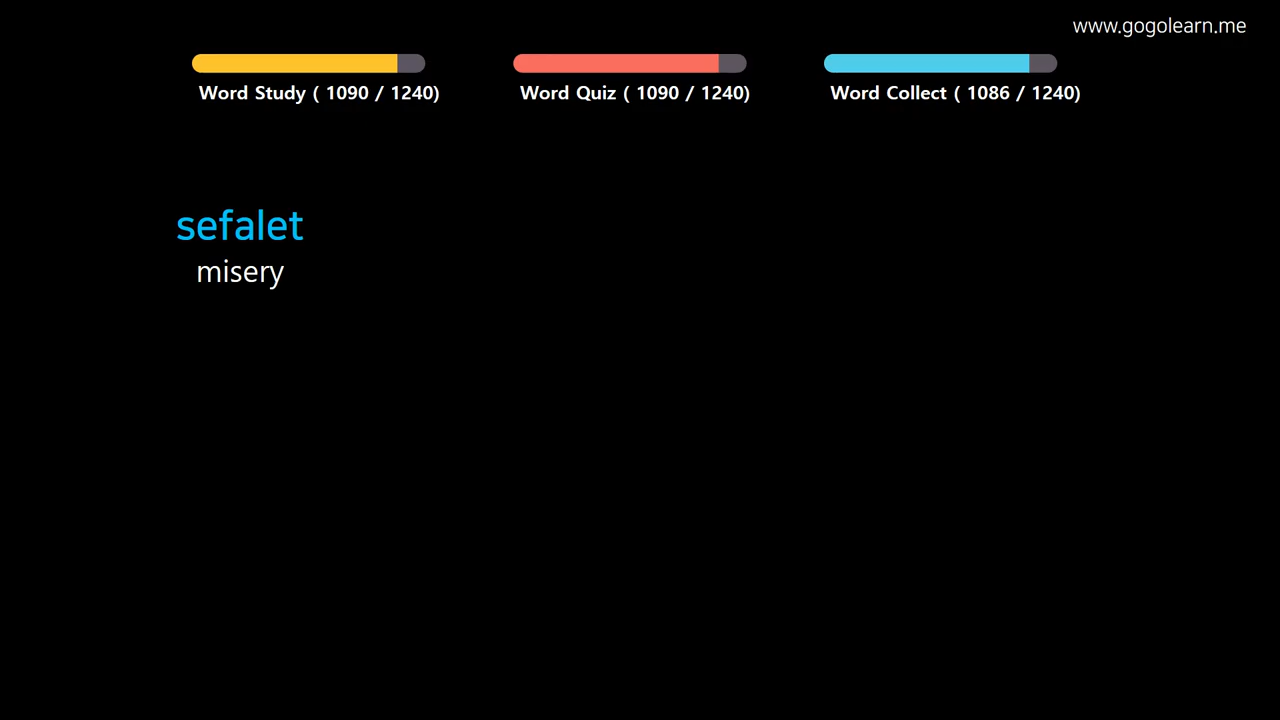 www.gogolearn.me
Word Study ( 1090 / 1240)
Word Quiz ( 1090 / 1240)
Word Collect ( 1086 / 1240)
sefalet
misery